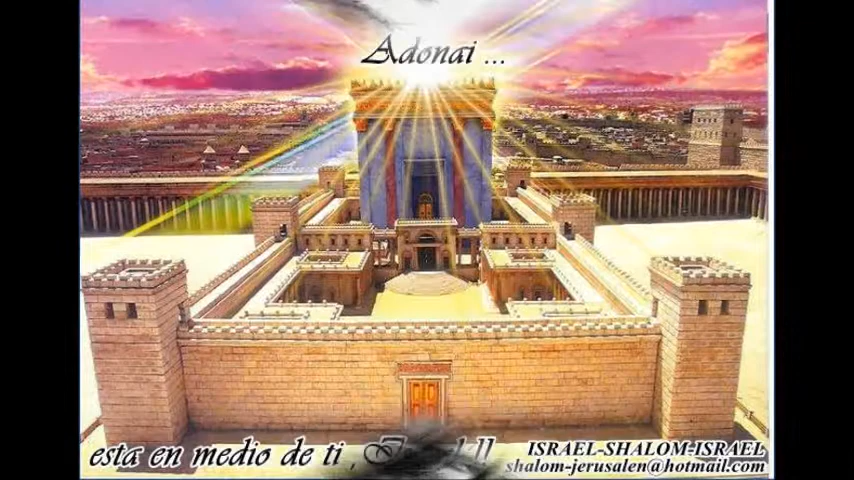 Adonai ...
esta en medio de ti ,
ISRAEL-SHALOM-ISRAEL
shalom-jerusalen@hotmail.com